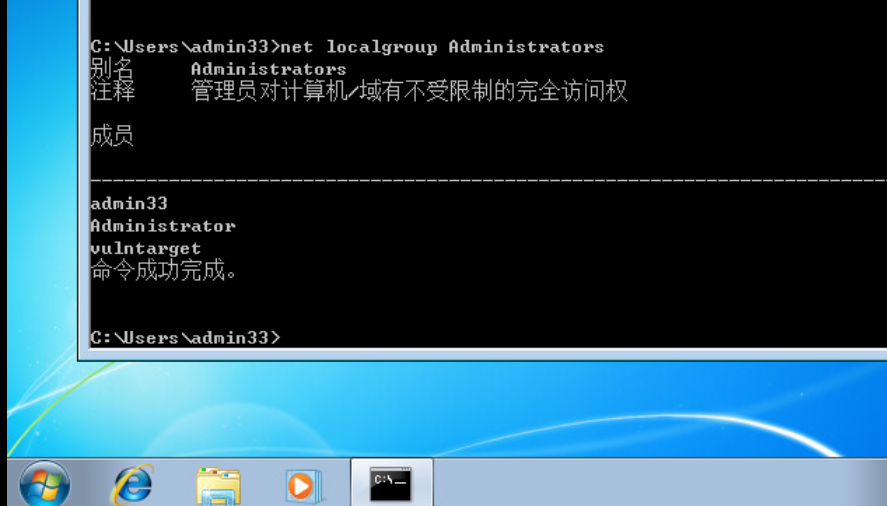 C:\Users\admin33>net localgroup Administrators
别名 Administrators
注释 管理员对计算机/域有不受限制的完全访问权
成员
-------------------------------------------------------------------------------
admin33
Administrator
vulntarget
命令成功完成。
C:\Users\admin33>
C:\